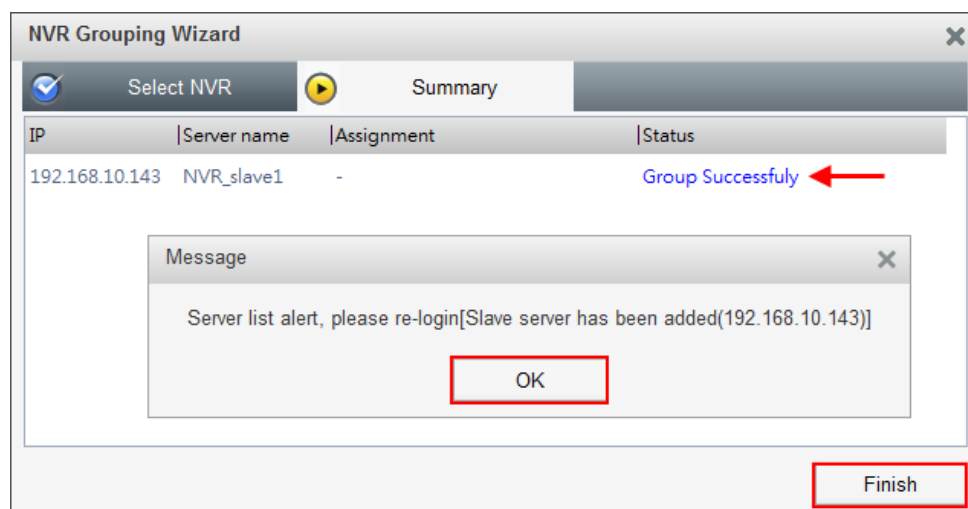 NVR Grouping Wizard
Select NVR Summary
IP Server name Assignment Status
192.168.10.143 NVR_slave1 - Group Successfuly
Message
Server list alert, please re-login[Slave server has been added(192.168.10.143)]
OK
Finish